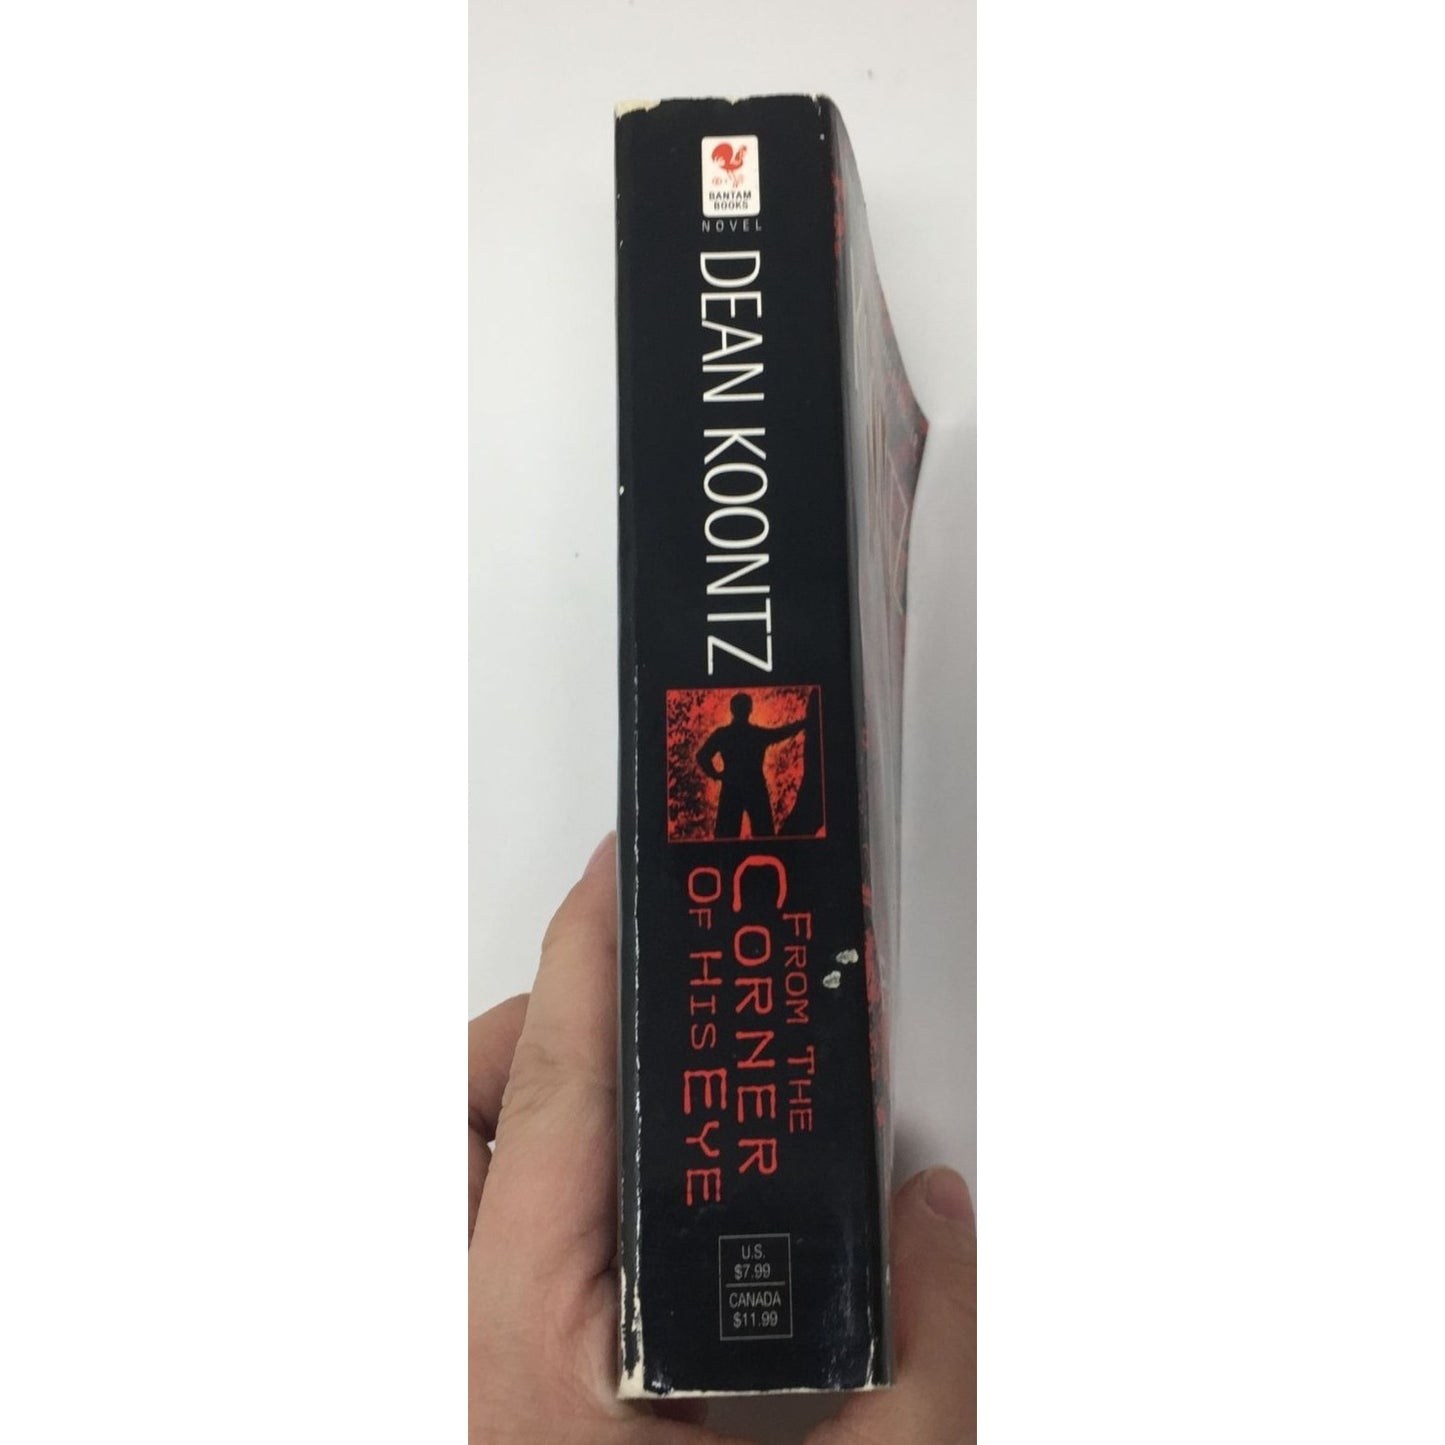 BANTAM
BOOKS
NOVEL
DEAN KOONTZ
FROM THE
CORNER
OF HIS EYE
U.S.
$7.99
CANADA
$11.99